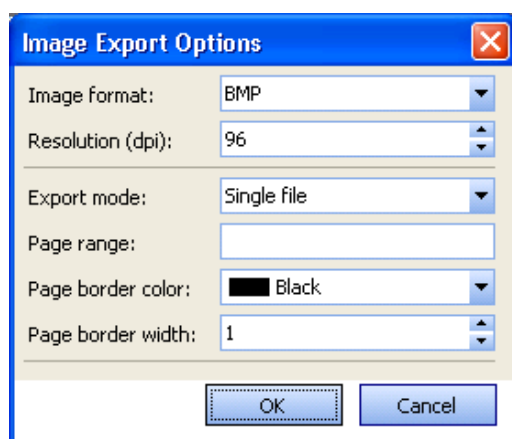 Image Export Options
Image format: BMP
Resolution (dpi): 96
Export mode: Single file
Page range:
Page border color: Black
Page border width: 1
OK Cancel